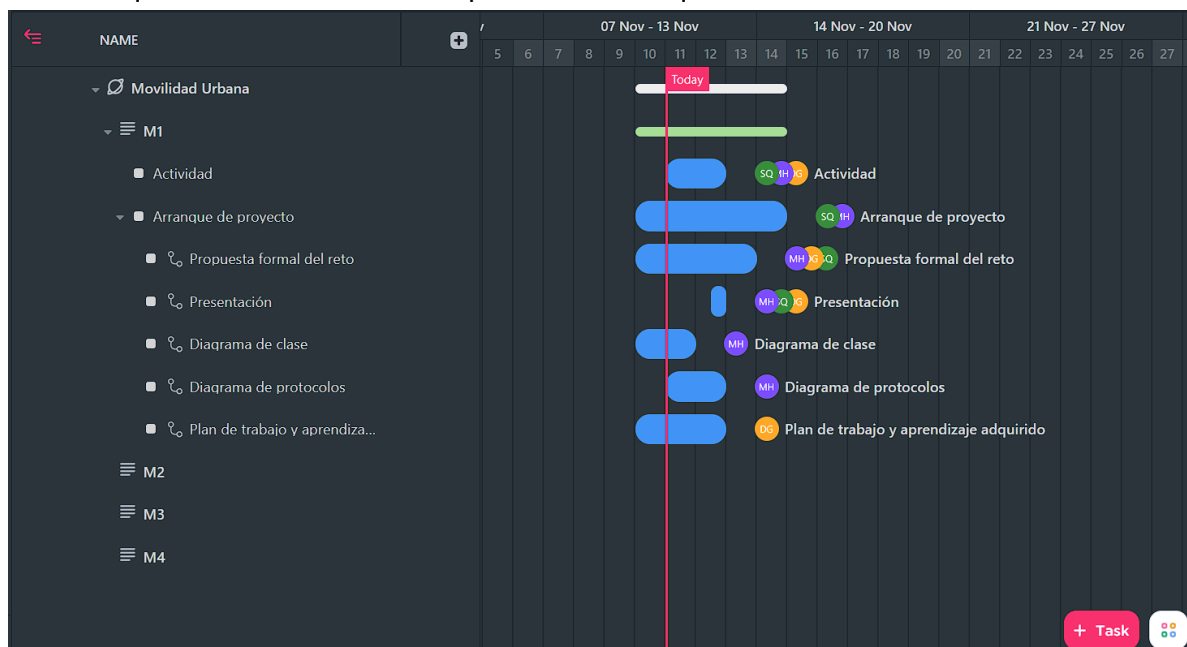 07 Nov - 13 Nov 14 Nov - 20 Nov 21 Nov - 27 Nov
NAME
5 6 7 8 9 10 11 12 13 14 15 16 17 18 19 20 21 22 23 24 25 26 27
Today
Movilidad Urbana
M1
Actividad SQ MH DG Actividad
Arranque de proyecto SQ MH Arranque de proyecto
Propuesta formal del reto MH DG SQ Propuesta formal del reto
Presentación MH SQ DG Presentación
Diagrama de clase MH Diagrama de clase
Diagrama de protocolos MH Diagrama de protocolos
Plan de trabajo y aprendiza... DG Plan de trabajo y aprendizaje adquirido
M2
M3
M4
+ Task